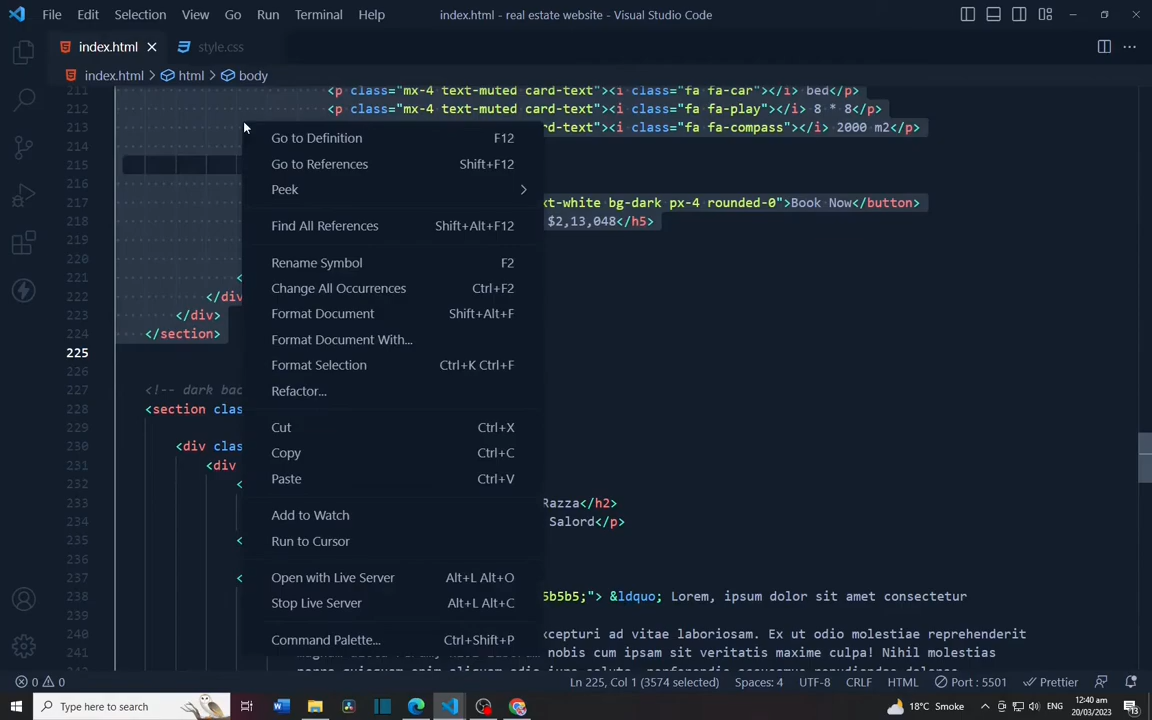 File Edit Selection View Go Run Terminal Help index.html - real estate website - Visual Studio Code
index.html style.css
index.html > html > body
211 <p class="mx-4 text-muted card-text"><i class="fa fa-car"></i> bed</p>
212 <p class="mx-4 text-muted card-text"><i class="fa fa-play"></i> 8 * 8</p>
213 card-text"><i class="fa fa-compass"></i> 2000 m2</p>
214
215
216
217 xt-white bg-dark px-4 rounded-0">Book Now</button>
218 $2,13,048</h5>
219
220
221 <
222 </div
223 </div>
224 </section>
225
226
227 <!-- dark bac
228 <section clas
229
230 <div clas
231 <div
232 <
233 Razza</h2>
234 Salord</p>
235 <
236
237 <
238 5b5b5;"> &ldquo; Lorem, ipsum dolor sit amet consectetur
239
240 excepturi ad vitae laboriosam. Ex ut odio molestiae reprehenderit
241 nobis cum ipsam sit veritatis maxime culpa! Nihil molestias
Go to Definition F12
Go to References Shift+F12
Peek
Find All References Shift+Alt+F12
Rename Symbol F2
Change All Occurrences Ctrl+F2
Format Document Shift+Alt+F
Format Document With...
Format Selection Ctrl+K Ctrl+F
Refactor...
Cut Ctrl+X
Copy Ctrl+C
Paste Ctrl+V
Add to Watch
Run to Cursor
Open with Live Server Alt+L Alt+O
Stop Live Server Alt+L Alt+C
Command Palette... Ctrl+Shift+P
0 0 Ln 225, Col 1 (3574 selected) Spaces: 4 UTF-8 CRLF HTML Port : 5501 Prettier
Type here to search 18°C Smoke ENG 12:40 am
20/03/2023 13